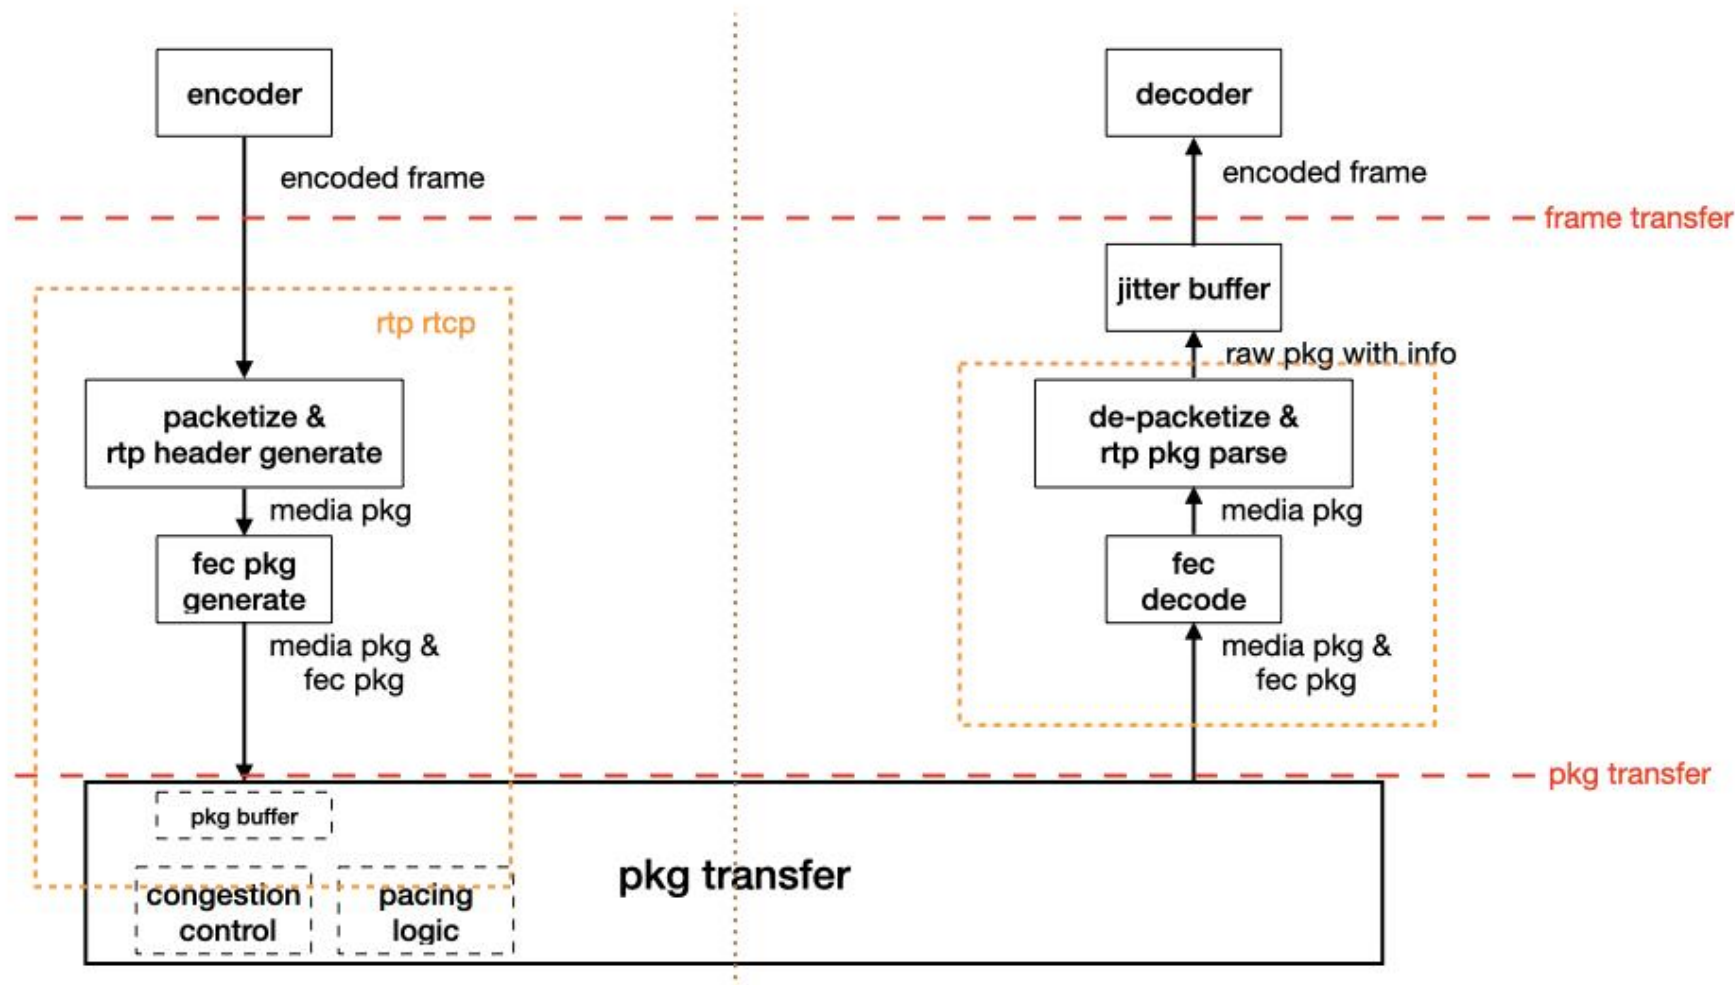 encoder
decoder
encoded frame
encoded frame
frame transfer
jitter buffer
rtp rtcp
raw pkg with info
packetize &
rtp header generate
de-packetize &
rtp pkg parse
media pkg
media pkg
fec pkg
generate
fec
decode
media pkg &
fec pkg
media pkg &
fec pkg
pkg transfer
pkg buffer
pkg transfer
congestion
control
pacing
logic